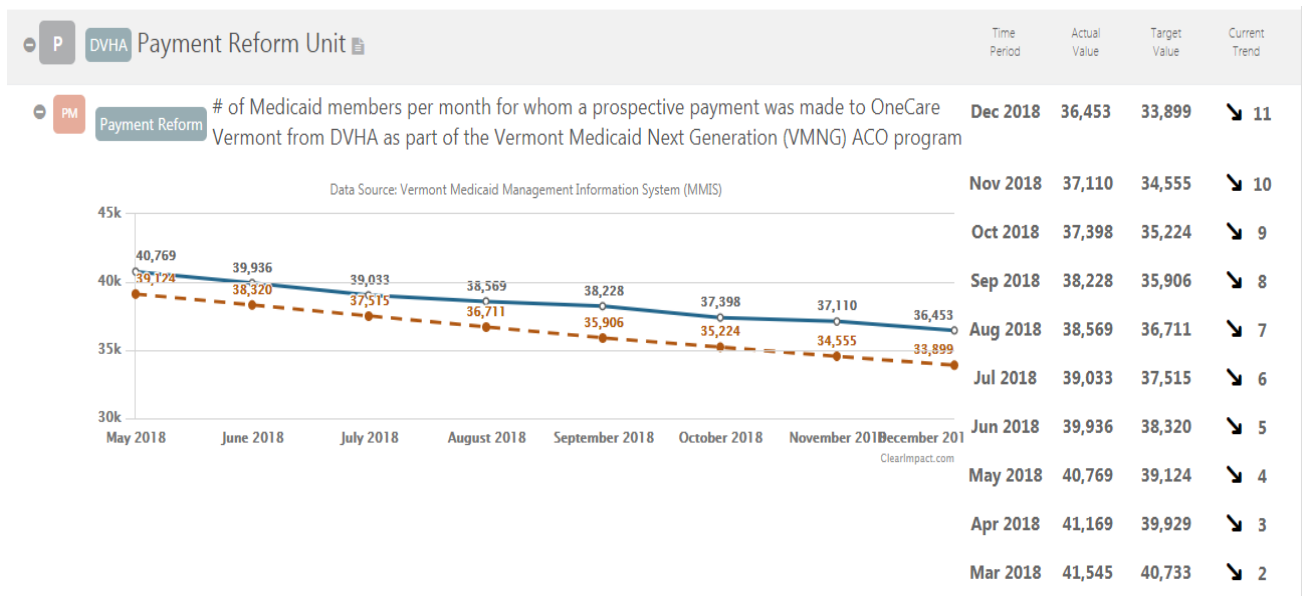 P DVHA Payment Reform Unit
Time Period Actual Value Target Value Current Trend
PM Payment Reform # of Medicaid members per month for whom a prospective payment was made to OneCare
Vermont from DVHA as part of the Vermont Medicaid Next Generation (VMNG) ACO program
Dec 2018 36,453 33,899 11
Nov 2018 37,110 34,555 10
Oct 2018 37,398 35,224 9
Sep 2018 38,228 35,906 8
Aug 2018 38,569 36,711 7
Jul 2018 39,033 37,515 6
Jun 2018 39,936 38,320 5
May 2018 40,769 39,124 4
Apr 2018 41,169 39,929 3
Mar 2018 41,545 40,733 2
Data Source: Vermont Medicaid Management Information System (MMIS)
45k
40k
35k
30k
40,769 39,936 39,033 38,569 38,228 37,398 37,110 36,453
39,124 38,320 37,515 36,711 35,906 35,224 34,555 33,899
May 2018 June 2018 July 2018 August 2018 September 2018 October 2018 November 201 December 201
ClearImpact.com